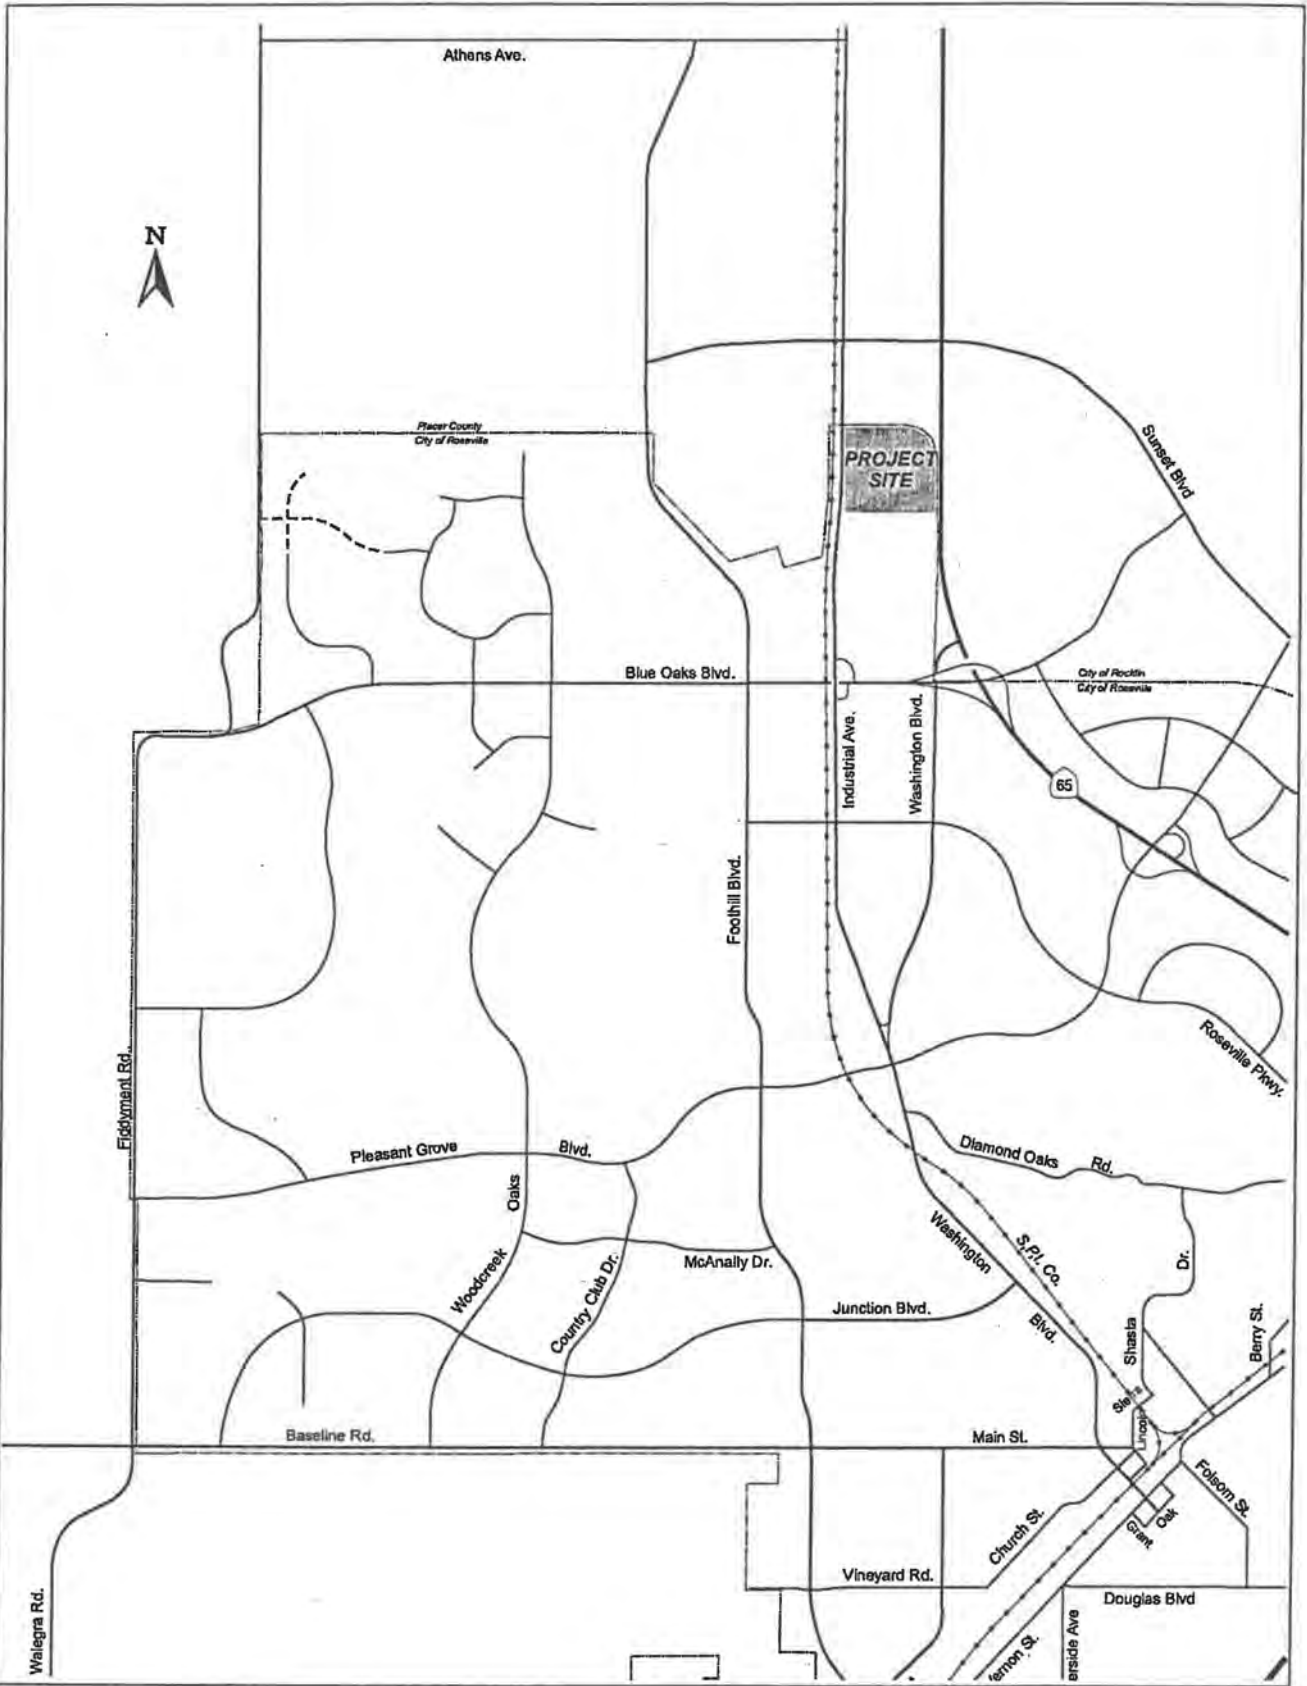 Athens Ave.
N
Placer County
City of Roseville
PROJECT
SITE
Sunset Blvd
Blue Oaks Blvd.
City of Rocklin
City of Roseville
Industrial Ave.
Washington Blvd.
65
Foothill Blvd.
Fiddyment Rd.
Roseville Pkwy.
Pleasant Grove
Blvd.
Diamond Oaks
Rd.
Oaks
Woodcreek
Country Club Dr.
McAnally Dr.
Washington
Blvd.
S.P.I. Co.
Dr.
Shasta
Berry St.
Junction Blvd.
Sierra
Lincoln
Baseline Rd.
Main St.
Folsom St.
Church St.
Grant
Oak
Vineyard Rd.
Douglas Blvd
Walegra Rd.
Vernon St.
erside Ave